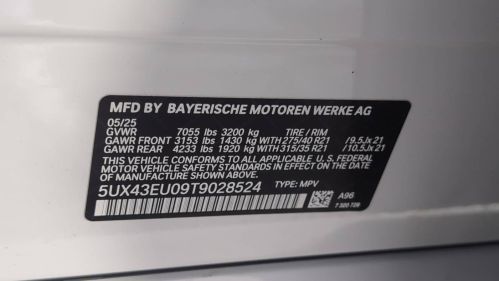 MFD BY BAYERISCHE MOTOREN WERKE AG
05/25
GVWR 7055 lbs 3200 kg TIRE / RIM
GAWR FRONT 3153 lbs 1430 kg WITH 275/40 R21 /9.5Jx21
GAWR REAR 4233 lbs 1920 kg WITH 315/35 R21 /10.5Jx21
THIS VEHICLE CONFORMS TO ALL APPLICABLE FEDERAL
MOTOR VEHICLE SAFETY STANDARDS IN EFFECT ON THE
DATE OF MANUFACTURE SHOWN ABOVE.
5UX43EU09T9028524 TYPE: MPV
A96
7 320 729